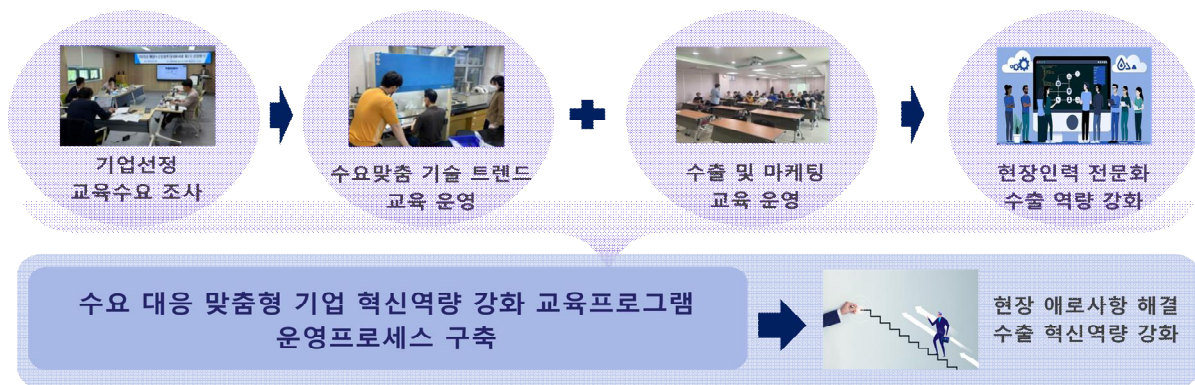 기업선정
교육수요 조사
수요맞춤 기술 트렌드
교육 운영
수출 및 마케팅
교육 운영
현장인력 전문화
수출 역량 강화
수요 대응 맞춤형 기업 혁신역량 강화 교육프로그램
운영프로세스 구축
현장 애로사항 해결
수출 혁신역량 강화